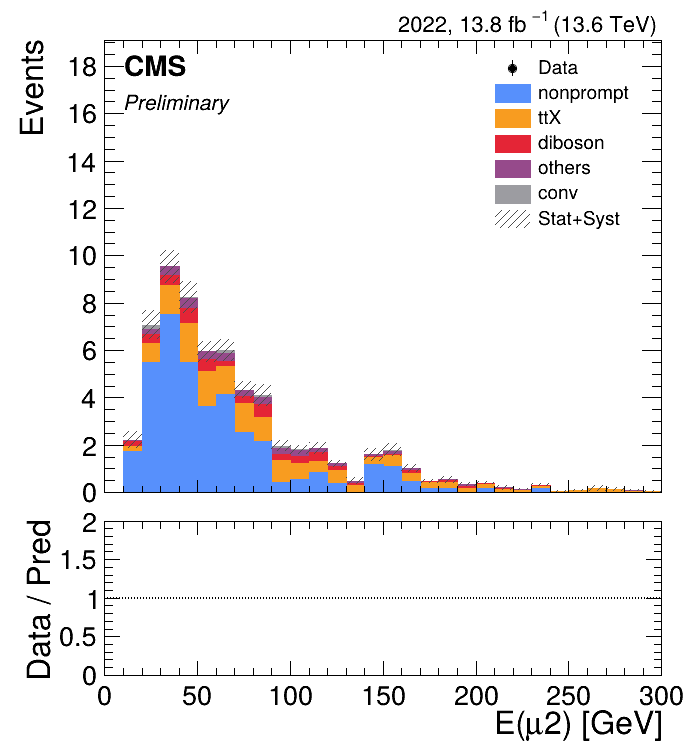 2022, 13.8 fb⁻¹ (13.6 TeV)
Events
CMS
Preliminary
Data
nonprompt
ttX
diboson
others
conv
Stat+Syst
18
16
14
12
10
8
6
4
2
0
Data / Pred
2
1.5
1
0.5
0
0 50 100 150 200 250 300
E(μ2) [GeV]